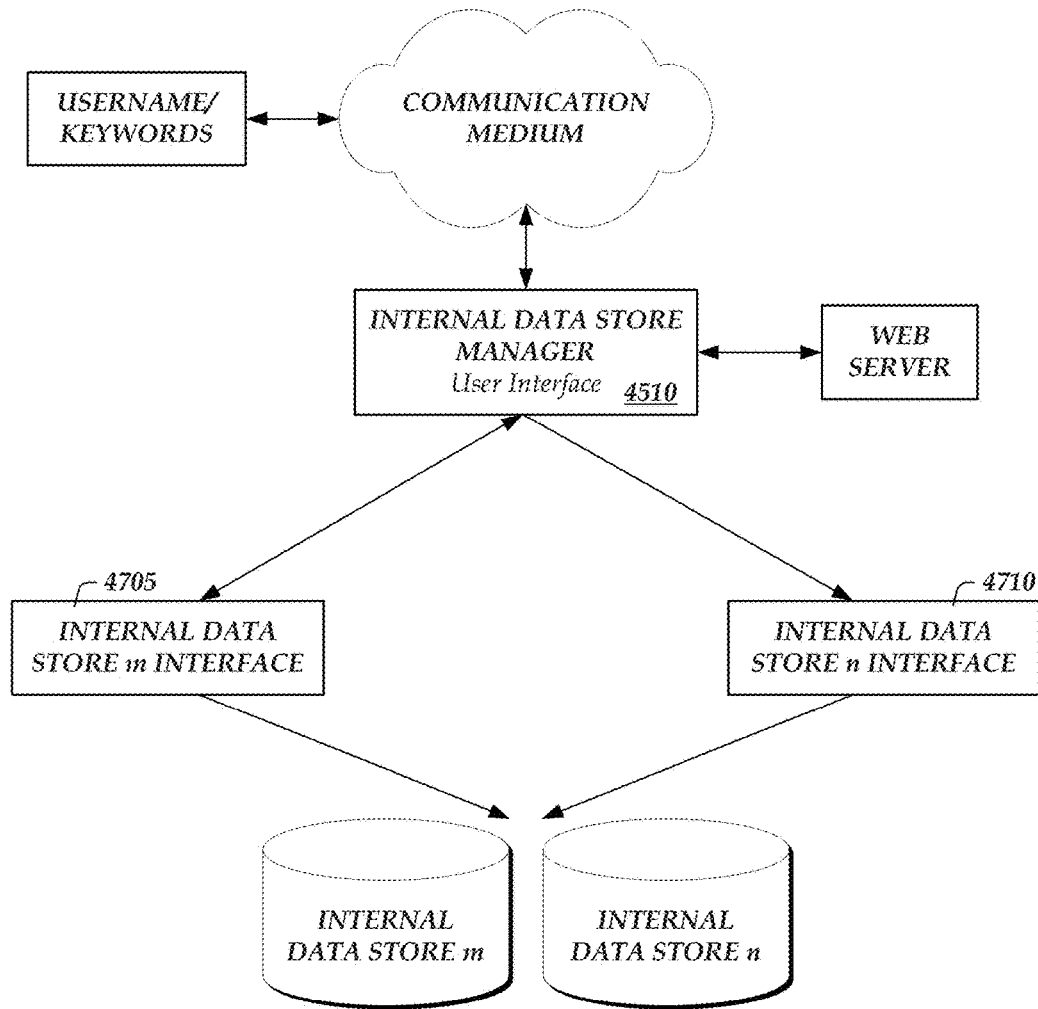 USERNAME/
KEYWORDS
COMMUNICATION
MEDIUM
INTERNAL DATA STORE
MANAGER
User Interface
4510
WEB
SERVER
4705
INTERNAL DATA
STORE m INTERFACE
4710
INTERNAL DATA
STORE n INTERFACE
INTERNAL
DATA STORE m
INTERNAL
DATA STORE n